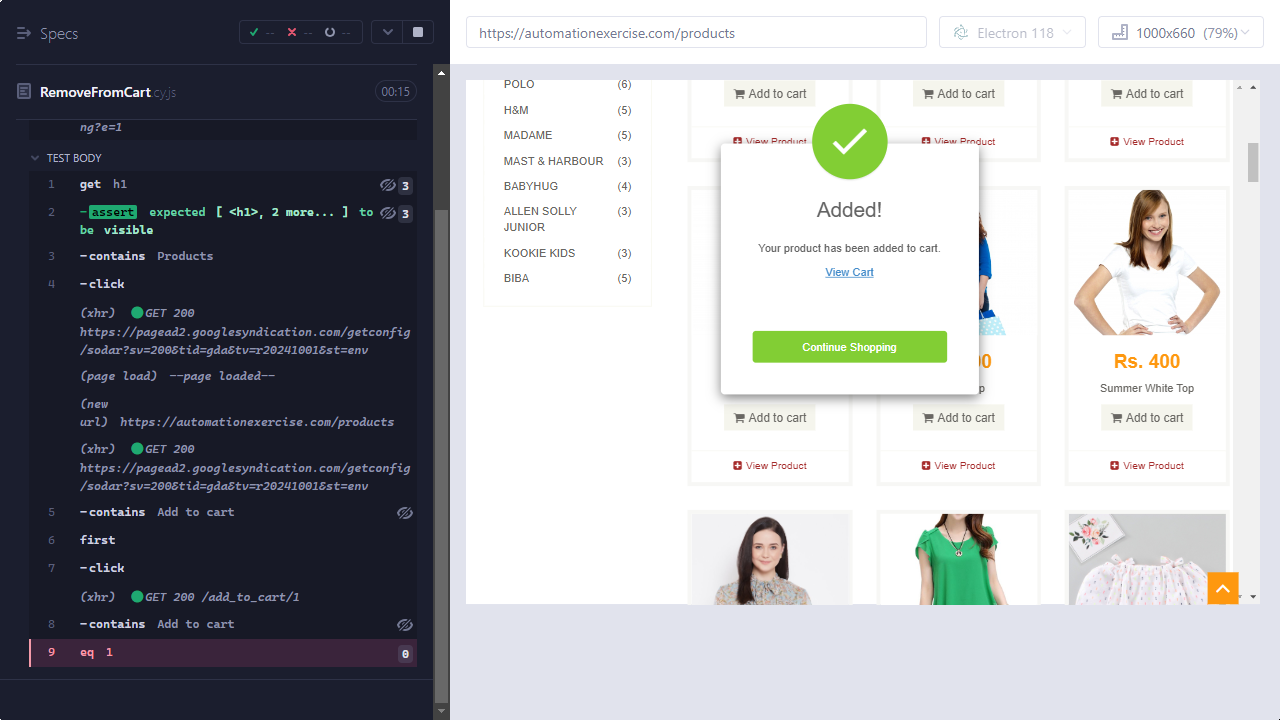 Specs
-- -- --
RemoveFromCart.cy.js
00:15
ng?e=1
TEST BODY
1 get h1 3
2 -assert expected [ <h1>, 2 more... ] to 3
be visible
3 -contains Products
4 -click
(xhr) GET 200
https://pagead2.googlesyndication.com/getconfig
/sodar?sv=200&tid=gda&tv=r20241001&st=env
(page load) --page loaded--
(new
url) https://automationexercise.com/products
(xhr) GET 200
https://pagead2.googlesyndication.com/getconfig
/sodar?sv=200&tid=gda&tv=r20241001&st=env
5 -contains Add to cart
6 first
7 -click
(xhr) GET 200 /add_to_cart/1
8 -contains Add to cart
9 eq 1 0
https://automationexercise.com/products
Electron 118
1000x660 (79%)
POLO (6)
H&M (5)
MADAME (5)
MAST & HARBOUR (3)
BABYHUG (4)
ALLEN SOLLY (3)
JUNIOR
KOOKIE KIDS (3)
BIBA (5)
Add to cart
Add to cart
Add to cart
View Product
View Product
View Product
Added!
Your product has been added to cart.
View Cart
Continue Shopping
Rs. 400
Summer White Top
Add to cart
Add to cart
Add to cart
View Product
View Product
View Product